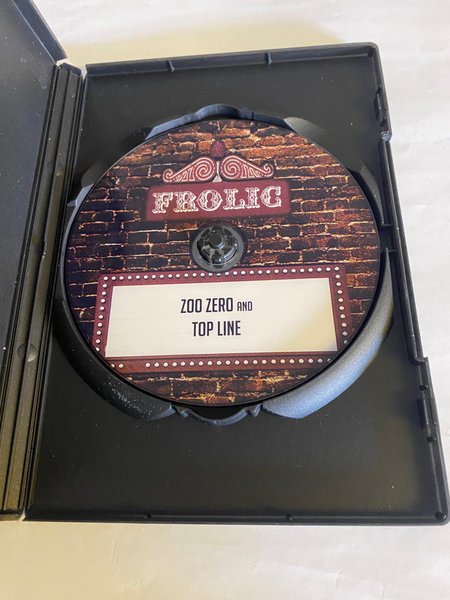 FROLIC
ZOO ZERO AND
TOP LINE